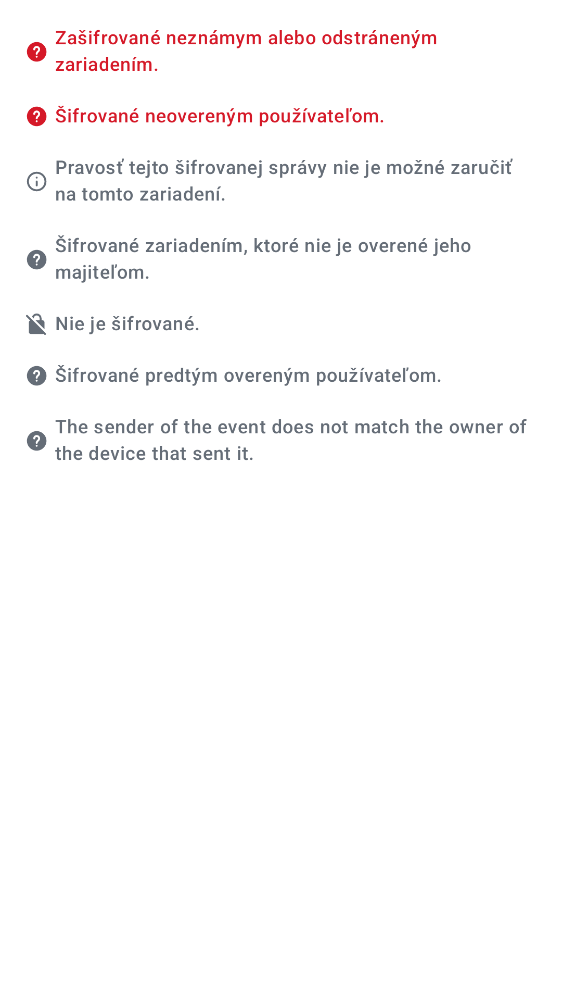 Zašifrované neznámym alebo odstráneným
zariadením.
Šifrované neovereným používateľom.
Pravosť tejto šifrovanej správy nie je možné zaručiť
na tomto zariadení.
Šifrované zariadením, ktoré nie je overené jeho
majiteľom.
Nie je šifrované.
Šifrované predtým overeným používateľom.
The sender of the event does not match the owner of
the device that sent it.